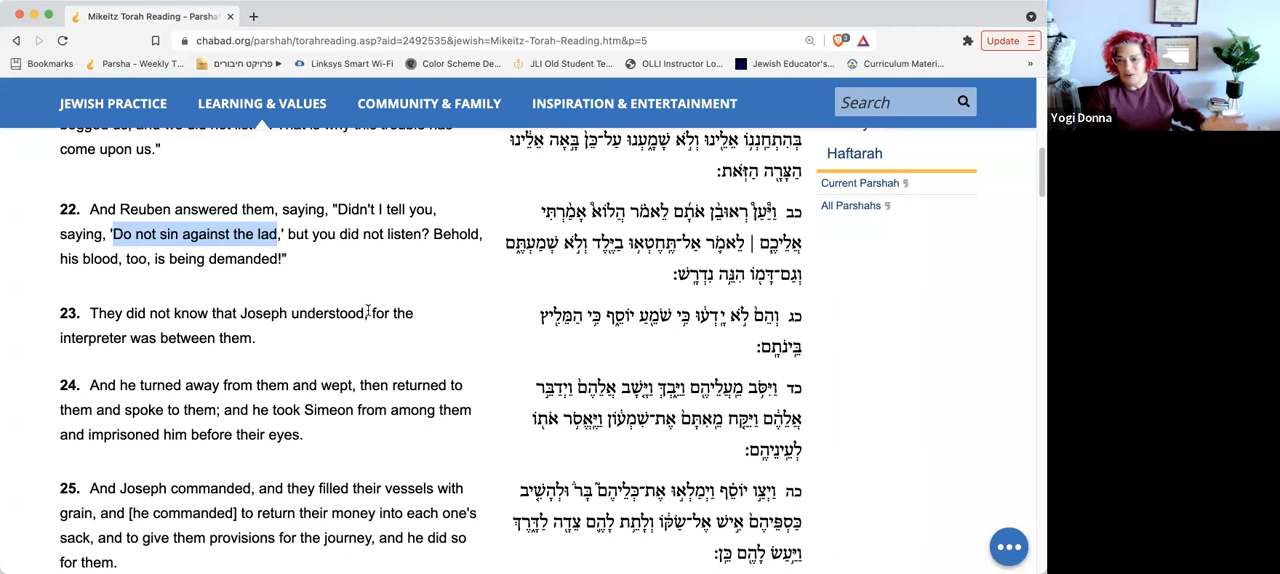 Mikeitz Torah Reading - Parsha
chabad.org/parshah/torahreading.asp?aid=2492535&jewish=Mikeitz-Torah-Reading.htm&p=5
3
Update
Bookmarks
Parsha - Weekly T...
פרויקט חיבורים
Linksys Smart Wi-Fi
Color Scheme De...
JLI Old Student Te...
OLLI Instructor Lo...
Jewish Educator's...
Curriculum Materi...
»
JEWISH PRACTICE
LEARNING & VALUES
COMMUNITY & FAMILY
INSPIRATION & ENTERTAINMENT
Search
Yogi Donna
come upon us."
22. And Reuben answered them, saying, "Didn't I tell you,
saying, 'Do not sin against the lad,' but you did not listen? Behold,
his blood, too, is being demanded!"
23. They did not know that Joseph understood, for the
interpreter was between them.
24. And he turned away from them and wept, then returned to
them and spoke to them; and he took Simeon from among them
and imprisoned him before their eyes.
25. And Joseph commanded, and they filled their vessels with
grain, and [he commanded] to return their money into each one's
sack, and to give them provisions for the journey, and he did so
for them.
בְּהִתְחַֽנְנ֥וֹ אֵלֵ֖ינוּ וְלֹ֣א שָׁמָ֑עְנוּ עַל־כֵּן֙ בָּ֣אָה אֵלֵ֔ינוּ
הַצָּרָ֖ה הַזֹּֽאת:
כב וַיַּ֩עַן֩ רְאוּבֵ֨ן אֹתָ֜ם לֵאמֹ֗ר הֲלוֹא֩ אָמַ֨רְתִּי
אֲלֵיכֶ֧ם | לֵאמֹ֛ר אַל־תֶּֽחֶטְא֥וּ בַיֶּ֖לֶד וְלֹ֣א שְׁמַעְתֶּ֑ם
וְגַם־דָּמ֖וֹ הִנֵּ֥ה נִדְרָֽשׁ:
כג וְהֵם֙ לֹ֣א יָֽדְע֔וּ כִּ֥י שֹׁמֵ֖עַ יוֹסֵ֑ף כִּ֥י הַמֵּלִ֖יץ
בֵּֽינֹתָֽם:
כד וַיִּסֹּ֥ב מֵֽעֲלֵיהֶ֖ם וַיֵּ֑בְךְּ וַיָּ֤שָׁב אֲלֵהֶם֙ וַיְדַבֵּ֣ר
אֲלֵהֶ֔ם וַיִּקַּ֤ח מֵֽאִתָּם֙ אֶת־שִׁמְע֔וֹן וַיֶּֽאֱסֹ֥ר אֹת֖וֹ
לְעֵֽינֵיהֶֽם:
כה וַיְצַ֣ו יוֹסֵ֗ף וַיְמַלְא֣וּ אֶת־כְּלֵיהֶם֘ בָּר֒ וּלְהָשִׁ֤יב
כַּסְפֵּיהֶם֙ אִ֣ישׁ אֶל־שַׂקּ֔וֹ וְלָתֵ֥ת לָהֶ֛ם צֵדָ֖ה לַדָּ֑רֶךְ
וַיַּ֥עַשׂ לָהֶ֖ם כֵּֽן:
Haftarah
Current Parshah
All Parshahs